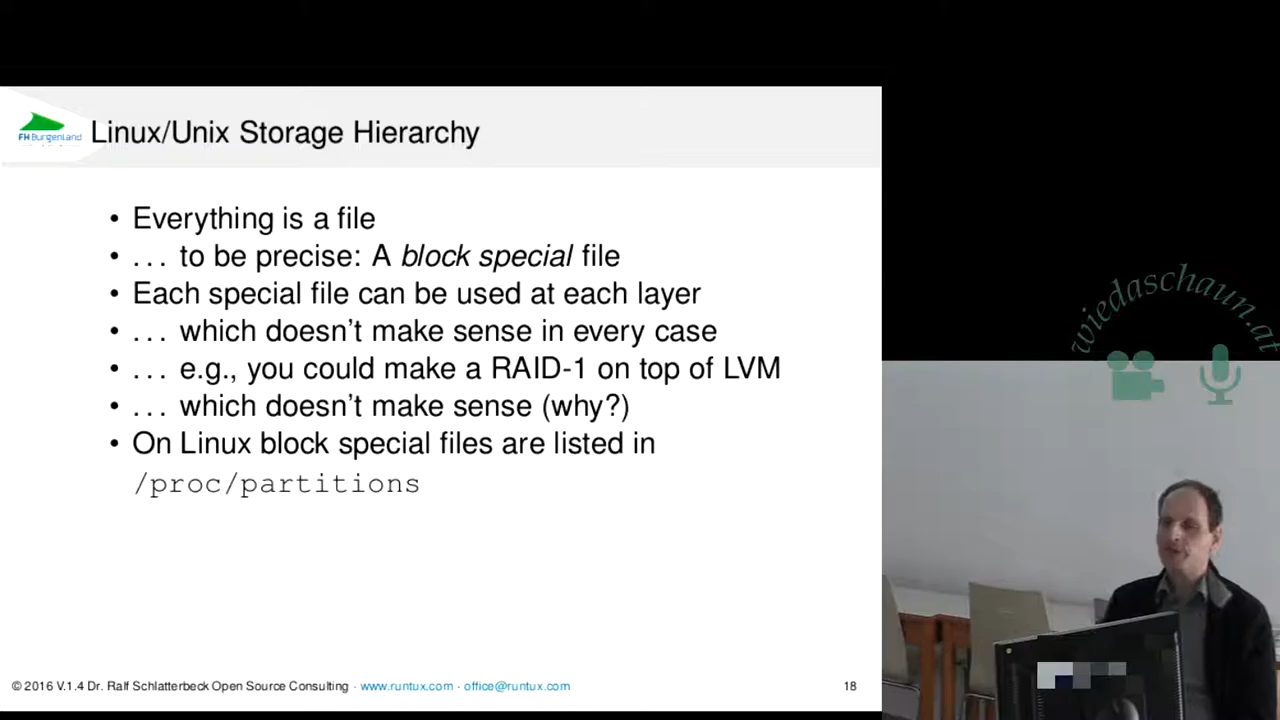 FH Burgenland
Linux/Unix Storage Hierarchy
• Everything is a file
• . . . to be precise: A block special file
• Each special file can be used at each layer
• . . . which doesn't make sense in every case
• . . . e.g., you could make a RAID-1 on top of LVM
• . . . which doesn't make sense (why?)
• On Linux block special files are listed in
/proc/partitions
wiedaschaun.at
© 2016 V.1.4 Dr. Ralf Schlatterbeck Open Source Consulting · www.runtux.com · office@runtux.com
18